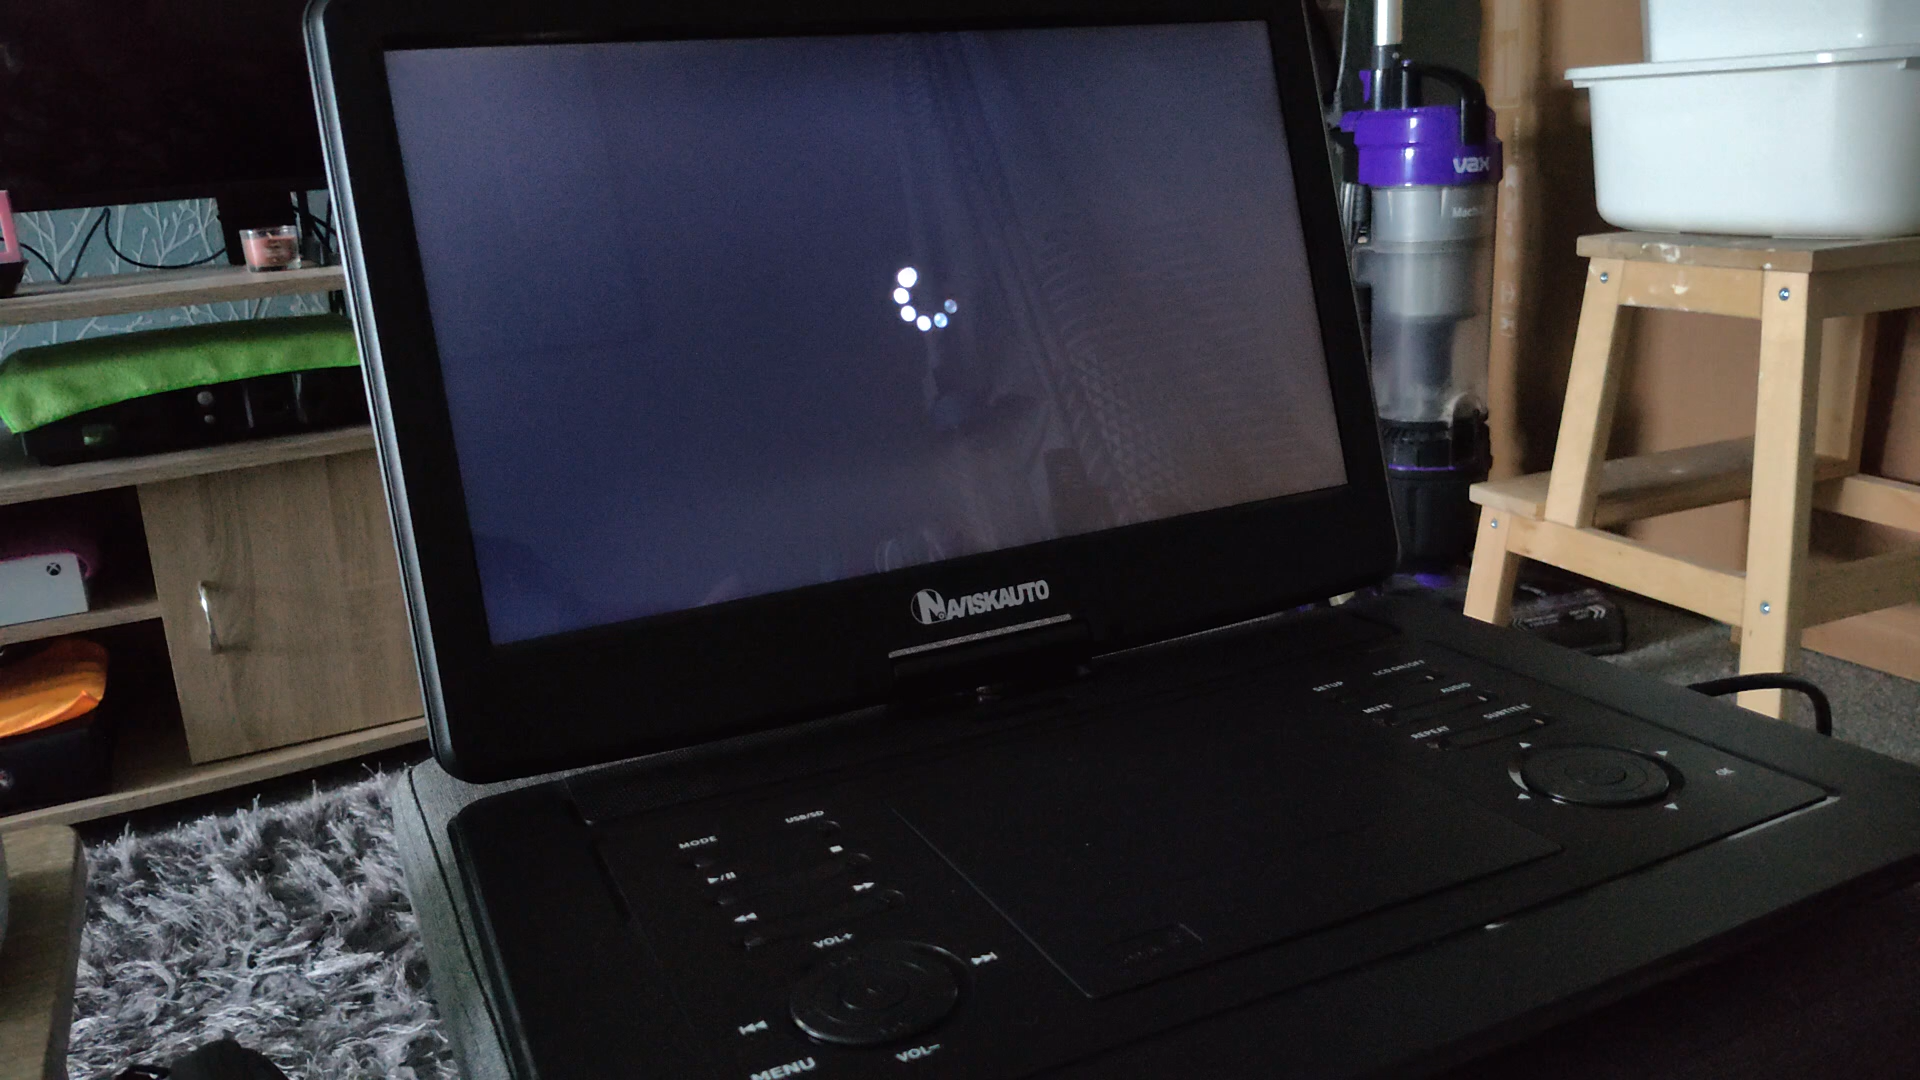 vax
NAVISKAUTO
LCD ON/OFF
SETUP
AUDIO
MUTE
SUBTITLE
REPEAT
OK
USB/SD
MODE
VOL+
VOL-
MENU